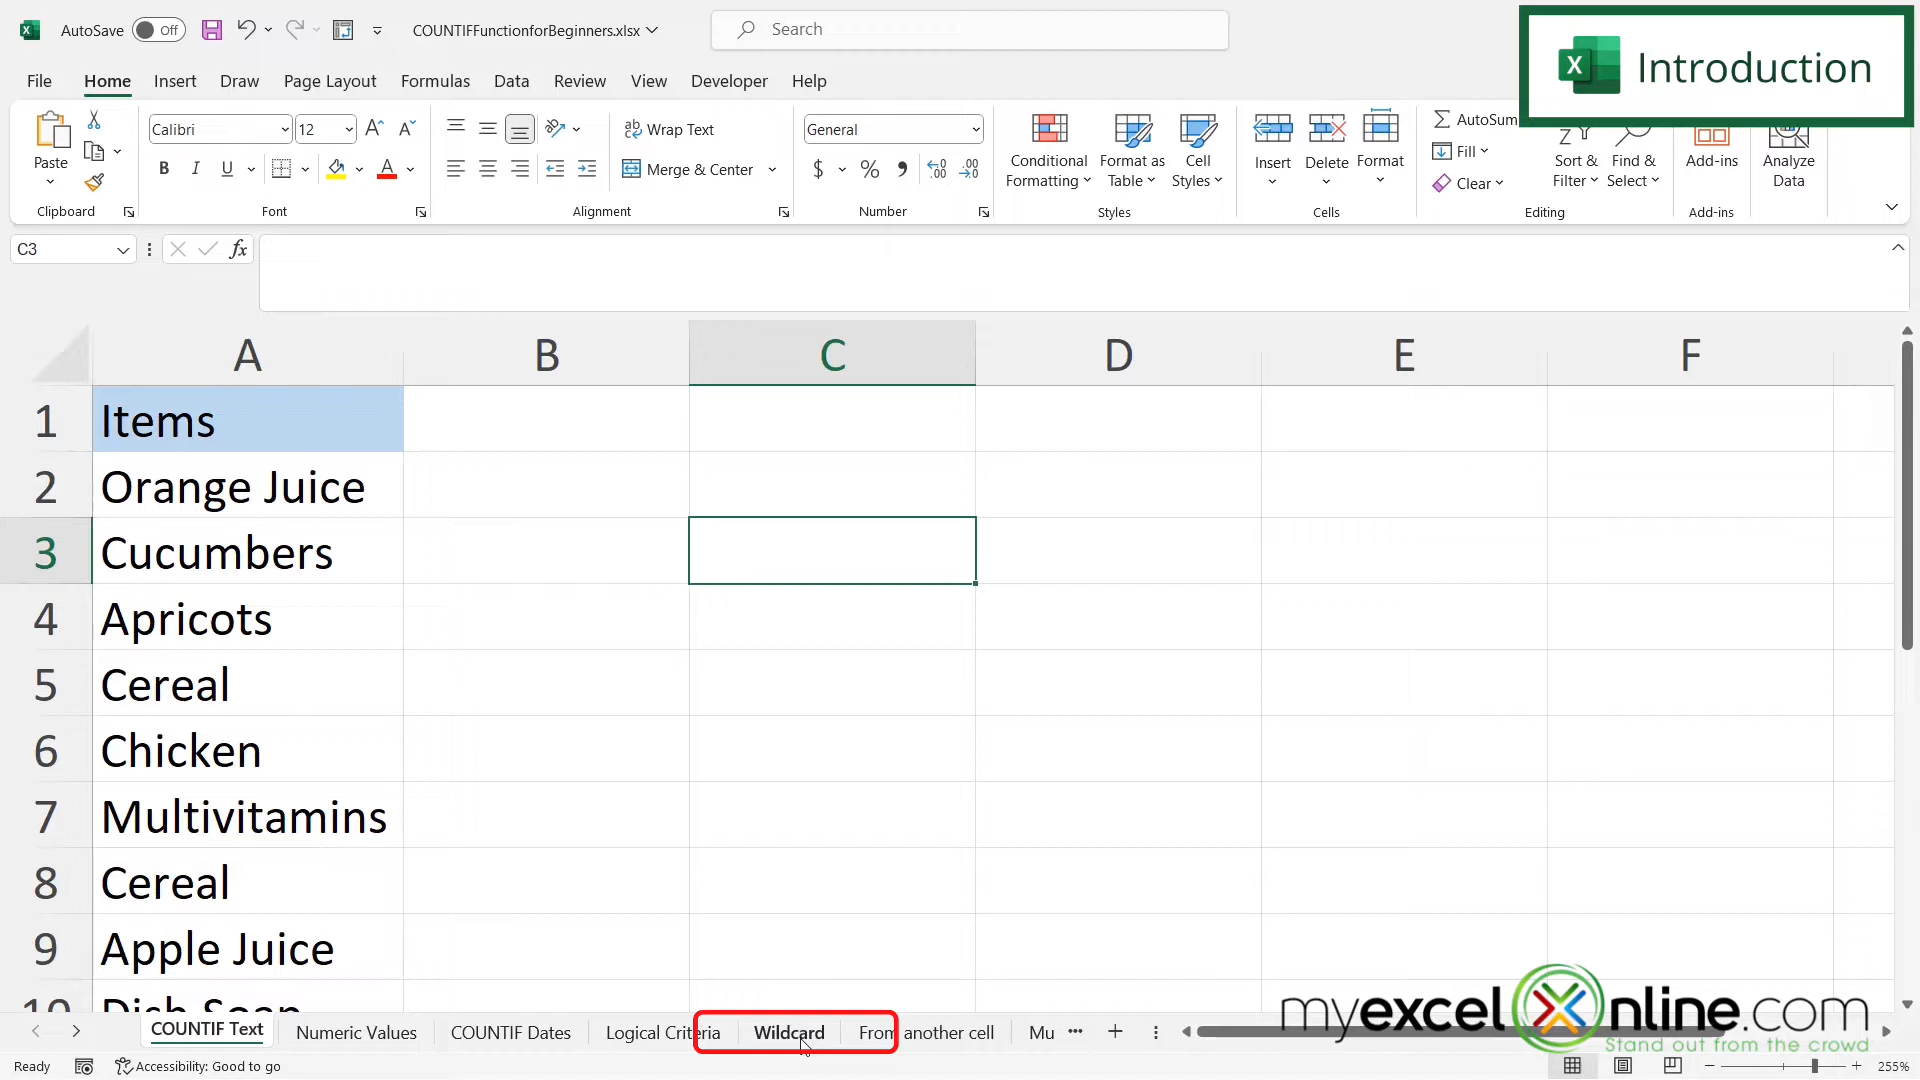 AutoSave Off COUNTIFFunctionforBeginners.xlsx Search
X Introduction
File Home Insert Draw Page Layout Formulas Data Review View Developer Help
Paste
Clipboard
Calibri 12
B I U
Font
Wrap Text
Merge & Center
Alignment
General
$ % 9
Number
Conditional Formatting
Format as Table
Cell Styles
Styles
Insert Delete Format
Cells
AutoSum
Fill
Clear
Sort & Filter
Find & Select
Editing
Add-ins
Add-ins
Analyze Data
C3 fx
A B C D E F
1 Items
2 Orange Juice
3 Cucumbers
4 Apricots
5 Cereal
6 Chicken
7 Multivitamins
8 Cereal
9 Apple Juice
10 Dish Soap
myexcelonline.com
Stand out from the crowd
COUNTIF Text Numeric Values COUNTIF Dates Logical Criteria Wildcard From another cell Mu ...
Ready Accessibility: Good to go 255%